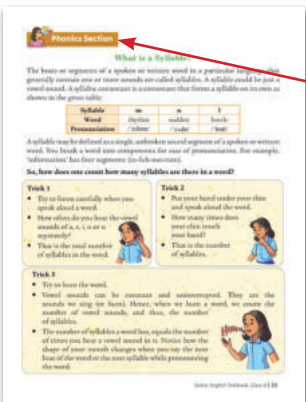 Phonics Section
What is a Syllable?
The beats or segments of a spoken or written word in a particular language that
generally contain one or more sounds are called syllables. A syllable could be just a
vowel sound. A syllabic consonant is a consonant that forms a syllable on its own as
shown in the given table:
Syllable m n l
Word rhythm sudden bottle
Pronunciation
A syllable may be defined as a single, unbroken sound segment of a spoken or written
word. You break a word into components for ease of pronunciation. For example,
'information' has four segments (in-foh-mei-shn).
So, how does one count how many syllables are there in a word?
Trick 1
Try to listen carefully when you
speak aloud a word.
How often do you hear the vowel
sounds of a, e, i, o or u
separately?
That is the total number
of syllables in the word.
Trick 2
Put your hand under your chin
and speak aloud the word.
How many times does
your chin touch
your hand?
That is the number
of syllables.
Trick 3
Try to hum the word.
Vowel sounds can be constant and uninterrupted. They are the
sounds we sing (or hum). Hence, when we hum a word, we count the
number of vowel sounds, and thus, the number
of syllables.
The number of syllables a word has, equals the number
of times you hear a vowel sound in it. Notice how the
shape of your mouth changes when you say the next
beat of the word or the next syllable while pronouncing
the word.
English Textbook, Class